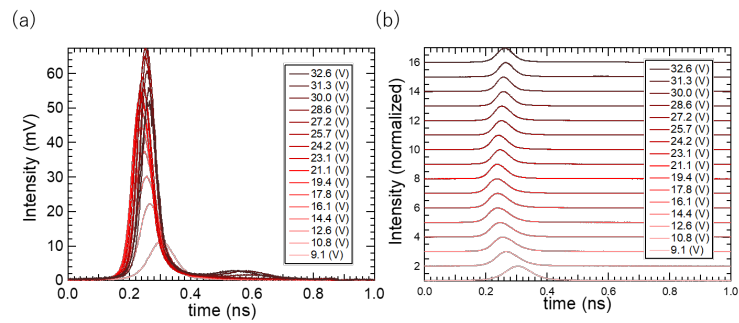 (a)
(b)
Intensity (mV)
60
50
40
30
20
10
0
0.0 0.2 0.4 0.6 0.8 1.0
time (ns)
32.6 (V)
31.3 (V)
30.0 (V)
28.6 (V)
27.2 (V)
25.7 (V)
24.2 (V)
23.1 (V)
21.1 (V)
19.4 (V)
17.8 (V)
16.1 (V)
14.4 (V)
12.6 (V)
10.8 (V)
9.1 (V)
Intensity (normalized)
16
14
12
10
8
6
4
2
0.0 0.2 0.4 0.6 0.8 1.0
time (ns)
32.6 (V)
31.3 (V)
30.0 (V)
28.6 (V)
27.2 (V)
25.7 (V)
24.2 (V)
23.1 (V)
21.1 (V)
19.4 (V)
17.8 (V)
16.1 (V)
14.4 (V)
12.6 (V)
10.8 (V)
9.1 (V)